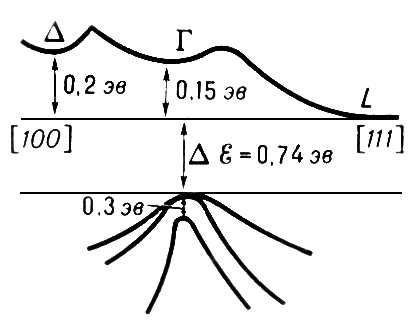 Δ Γ
0,2 эв 0,15 эв
L
[100] [111]
Δ ℰ = 0,74 эв
0,3 эв